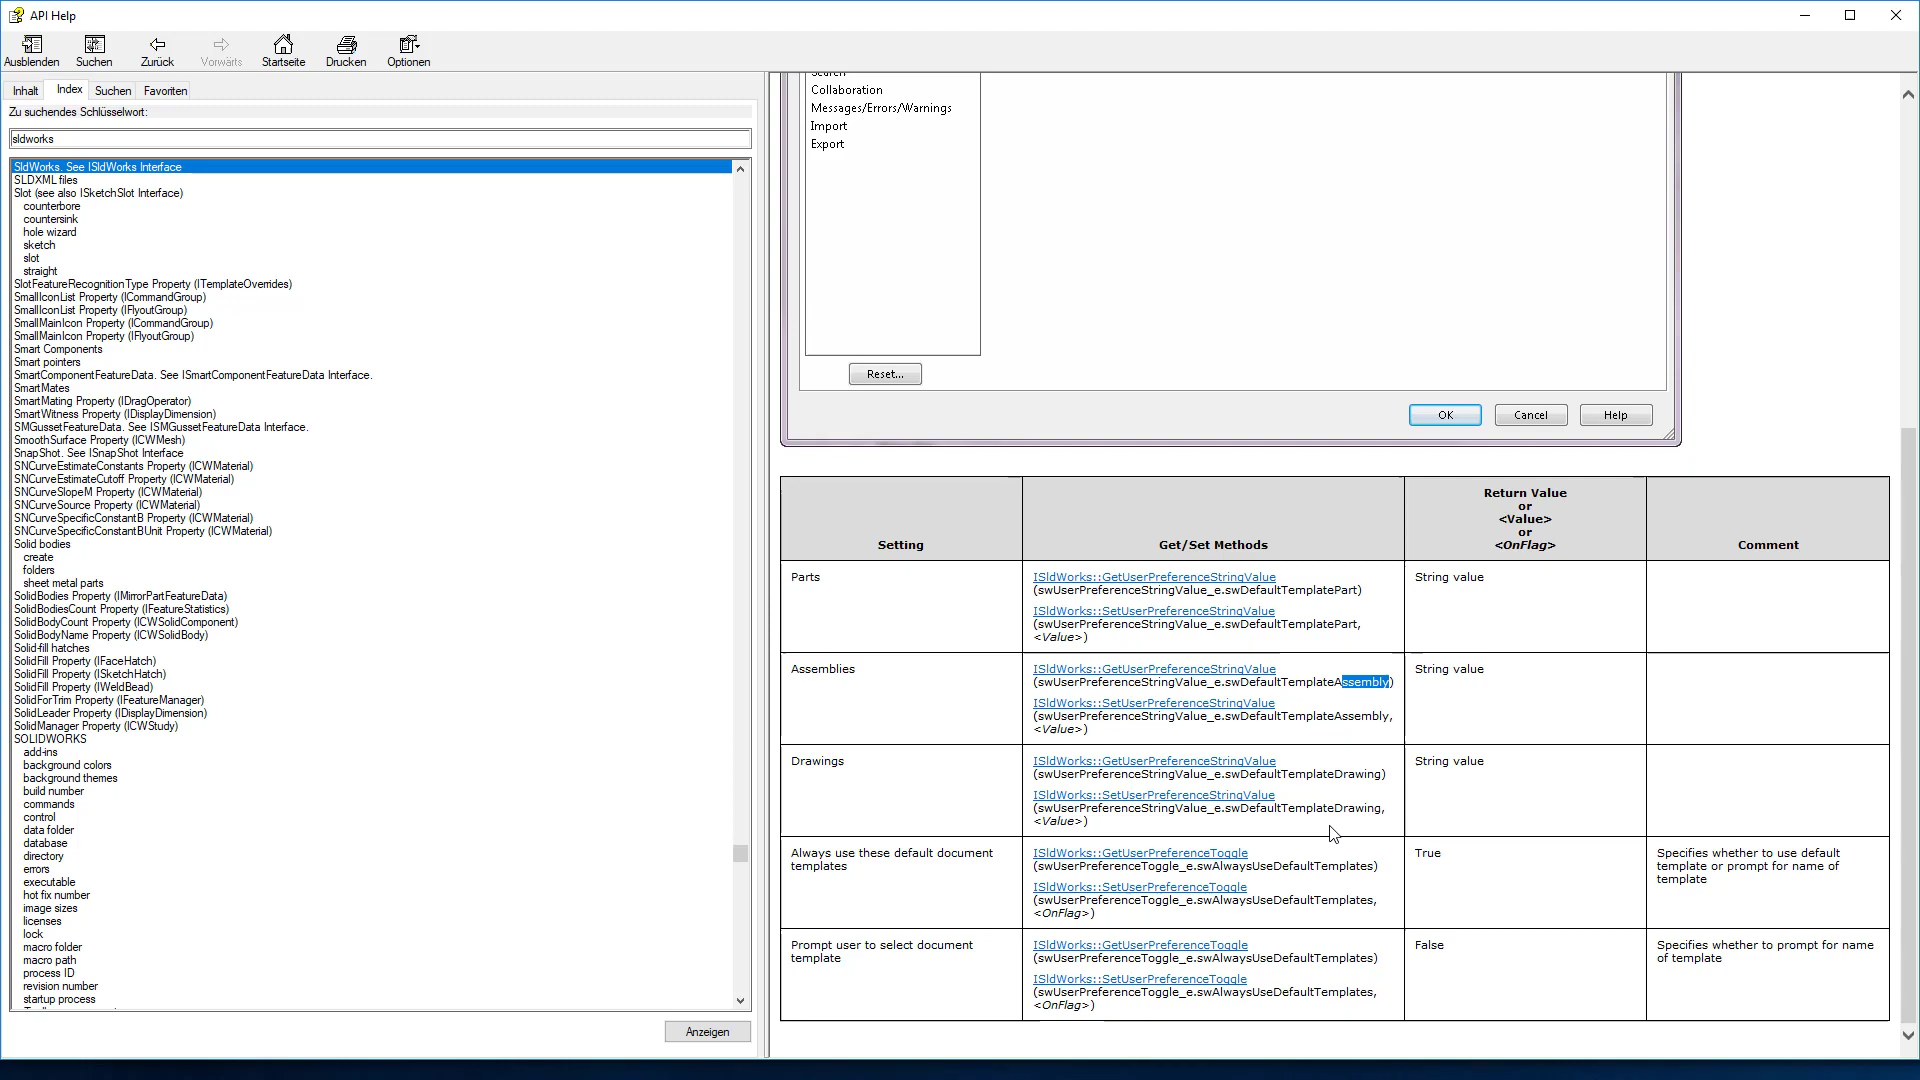 API Help
Ausblenden Suchen Zurück Vorwärts Startseite Drucken Optionen
Inhalt Index Suchen Favoriten
Zu suchendes Schlüsselwort:
sldworks
SldWorks. See ISldWorks Interface
SLDXML files
Slot (see also ISketchSlot Interface)
counterbore
countersink
hole wizard
sketch
slot
straight
SlotFeatureRecognitionType Property (ITemplateOverrides)
SmallIconList Property (ICommandGroup)
SmallIconList Property (IFlyoutGroup)
SmallMainIcon Property (ICommandGroup)
SmallMainIcon Property (IFlyoutGroup)
Smart Components
Smart pointers
SmartComponentFeatureData. See ISmartComponentFeatureData Interface.
SmartMates
SmartMating Property (IDragOperator)
SmartWitness Property (IDisplayDimension)
SMGussetFeatureData. See ISMGussetFeatureData Interface.
SmoothSurface Property (ICWMesh)
SnapShot. See ISnapShot Interface
SNCurveEstimateConstants Property (ICWMaterial)
SNCurveEstimateCutoff Property (ICWMaterial)
SNCurveSlopeM Property (ICWMaterial)
SNCurveSource Property (ICWMaterial)
SNCurveSpecificConstantB Property (ICWMaterial)
SNCurveSpecificConstantBUnit Property (ICWMaterial)
Solid bodies
create
folders
sheet metal parts
SolidBodies Property (IMirrorPartFeatureData)
SolidBodiesCount Property (IFeatureStatistics)
SolidBodyCount Property (ICWSolidComponent)
SolidBodyName Property (ICWSolidBody)
Solid-fill hatches
SolidFill Property (IFaceHatch)
SolidFill Property (ISketchHatch)
SolidFill Property (IWeldBead)
SolidForTrim Property (IFeatureManager)
SolidLeader Property (IDisplayDimension)
SolidManager Property (ICWStudy)
SOLIDWORKS
add-ins
background colors
background themes
build number
commands
control
data folder
database
directory
errors
executable
hot fix number
image sizes
licenses
lock
macro folder
macro path
process ID
revision number
startup process
Anzeigen
Search
Collaboration
Messages/Errors/Warnings
Import
Export
Reset...
OK Cancel Help
Setting
Get/Set Methods
Return Value
or
<Value>
or
<OnFlag>
Comment
Parts
ISldWorks::GetUserPreferenceStringValue
(swUserPreferenceStringValue_e.swDefaultTemplatePart)
ISldWorks::SetUserPreferenceStringValue
(swUserPreferenceStringValue_e.swDefaultTemplatePart,
<Value>)
String value
Assemblies
ISldWorks::GetUserPreferenceStringValue
(swUserPreferenceStringValue_e.swDefaultTemplateAssembly)
ISldWorks::SetUserPreferenceStringValue
(swUserPreferenceStringValue_e.swDefaultTemplateAssembly,
<Value>)
String value
Drawings
ISldWorks::GetUserPreferenceStringValue
(swUserPreferenceStringValue_e.swDefaultTemplateDrawing)
ISldWorks::SetUserPreferenceStringValue
(swUserPreferenceStringValue_e.swDefaultTemplateDrawing,
<Value>)
String value
Always use these default document
templates
ISldWorks::GetUserPreferenceToggle
(swUserPreferenceToggle_e.swAlwaysUseDefaultTemplates)
ISldWorks::SetUserPreferenceToggle
(swUserPreferenceToggle_e.swAlwaysUseDefaultTemplates,
<OnFlag>)
True
Specifies whether to use default
template or prompt for name of
template
Prompt user to select document
template
ISldWorks::GetUserPreferenceToggle
(swUserPreferenceToggle_e.swAlwaysUseDefaultTemplates)
ISldWorks::SetUserPreferenceToggle
(swUserPreferenceToggle_e.swAlwaysUseDefaultTemplates,
<OnFlag>)
False
Specifies whether to prompt for name
of template